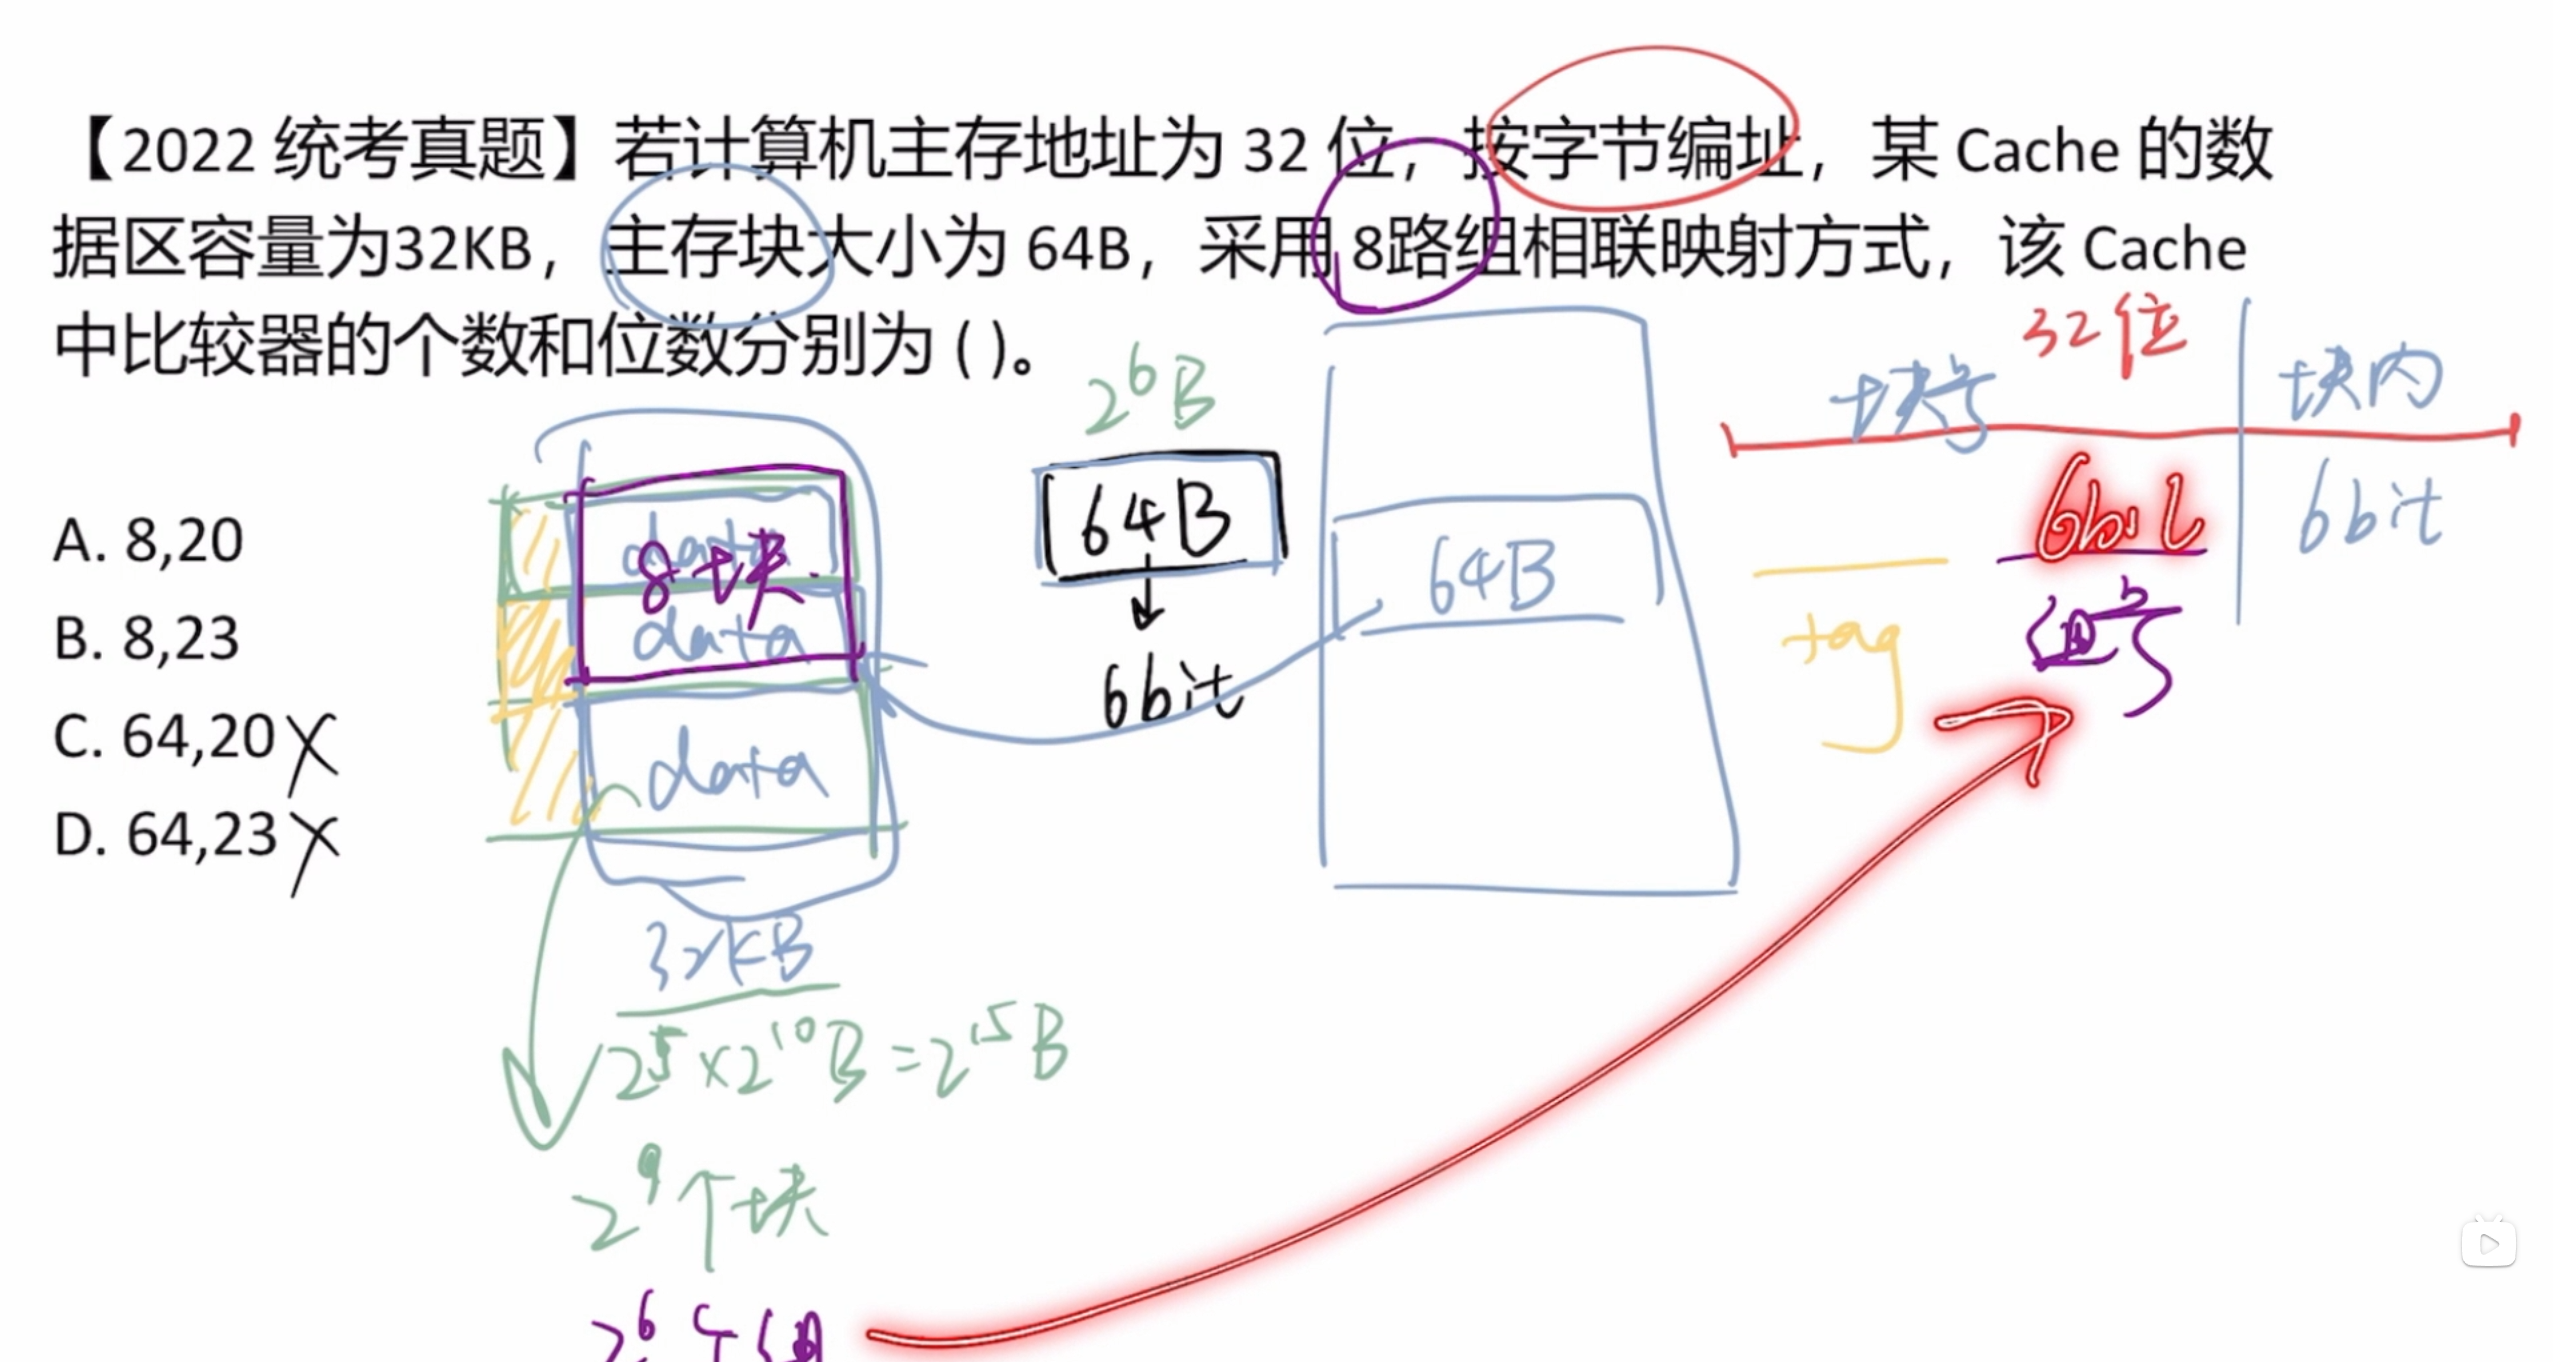 【2022 统考真题】若计算机主存地址为 32 位，按字节编址，某 Cache 的数
据区容量为32KB，主存块大小为 64B，采用 8路组相联映射方式，该 Cache
中比较器的个数和位数分别为 ( )。
32位
块号 块内
2^6B
A. 8,20
B. 8,23
C. 64,20 X
D. 64,23 X
data
8块
data
data
64B
6bit
64B
6bit 6bit
tag 组号
32KB
2^5×2^10B=2^15B
2^9个块
2^6个组